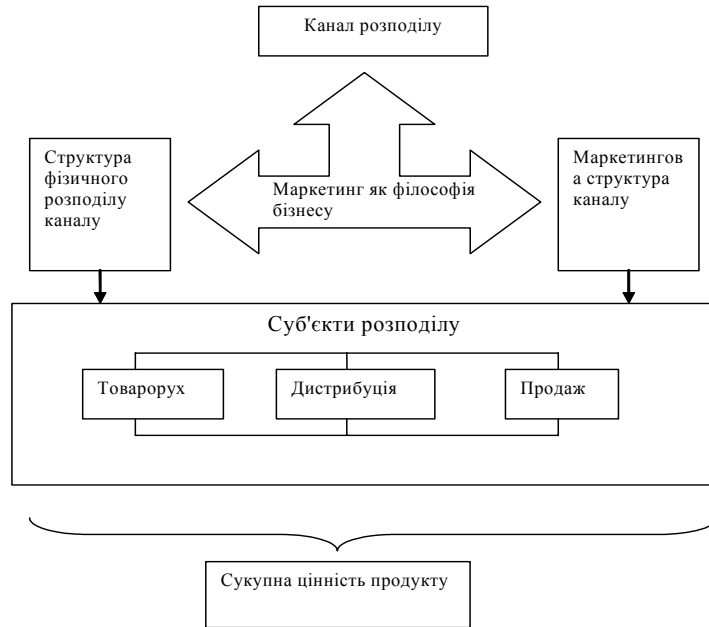 Канал розподілу
Структура
фізичного
розподілу
каналу
Маркетингов
а структура
каналу
Маркетинг як філософія
бізнесу
Суб'єкти розподілу
Товарорух
Дистрибуція
Продаж
Сукупна цінність продукту